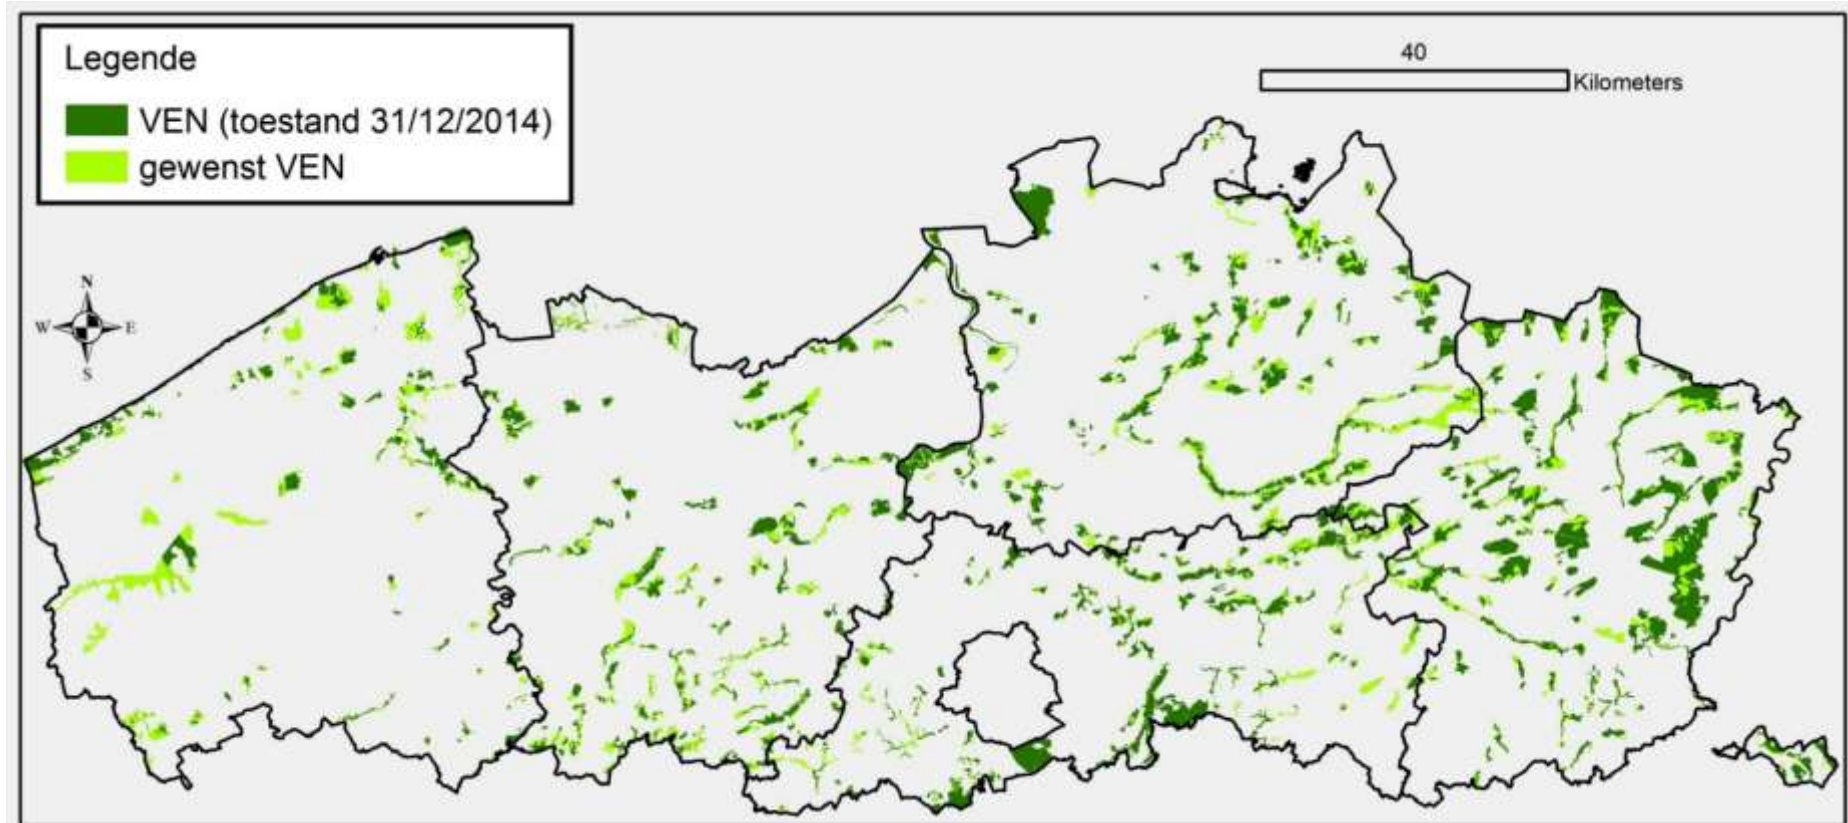 Legende
VEN (toestand 31/12/2014)
gewenst VEN
40
Kilometers
N
W E
S